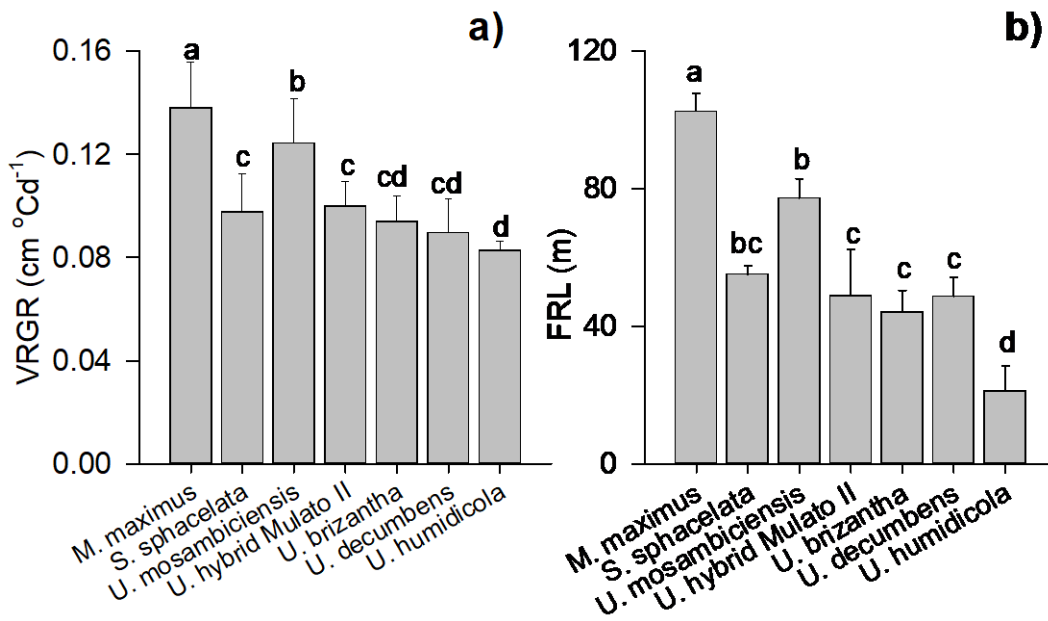 a)
VRGR (cm °Cd⁻¹)
0.16
0.12
0.08
0.04
0.00
a
c
b
c
cd
cd
d
M. maximus
S. sphacelata
U. mosambiciensis
U. hybrid Mulato II
U. brizantha
U. decumbens
U. humidicola
b)
FRL (m)
120
80
40
0
a
bc
b
c
c
c
d
M. maximus
S. sphacelata
U. mosambiciensis
U. hybrid Mulato II
U. brizantha
U. decumbens
U. humidicola